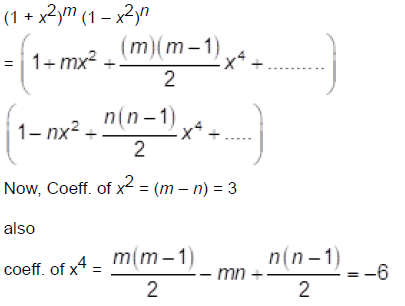 (1 + x²)ᵐ (1 – x²)ⁿ
= (1 + mx² + (m)(m – 1)/2 x⁴ + ..........)
(1 – nx² + n(n – 1)/2 x⁴ + .....)
Now, Coeff. of x² = (m – n) = 3
also
coeff. of x⁴ = m(m – 1)/2 – mn + n(n – 1)/2 = –6